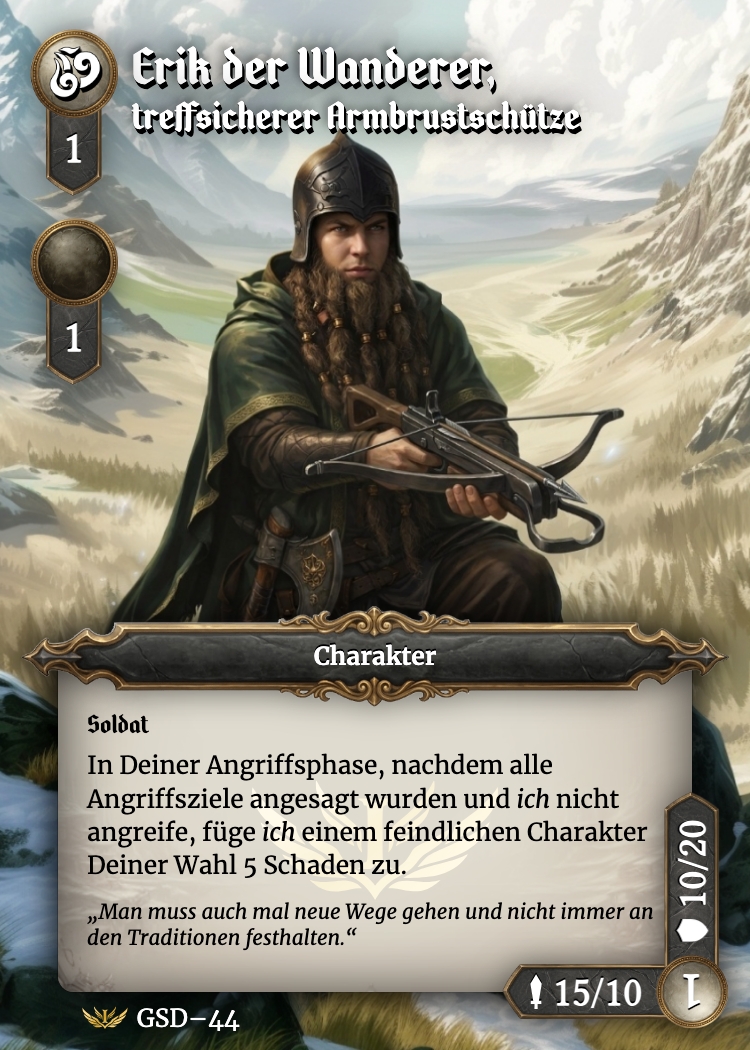 Erik der Wanderer,
treffsicherer Armbrustschütze
1
1
Charakter
Soldat
In Deiner Angriffsphase, nachdem alle
Angriffsziele angesagt wurden und ich nicht
angreife, füge ich einem feindlichen Charakter
Deiner Wahl 5 Schaden zu.
„Man muss auch mal neue Wege gehen und nicht immer an
den Traditionen festhalten.“
10/20
15/10
1
GSD–44